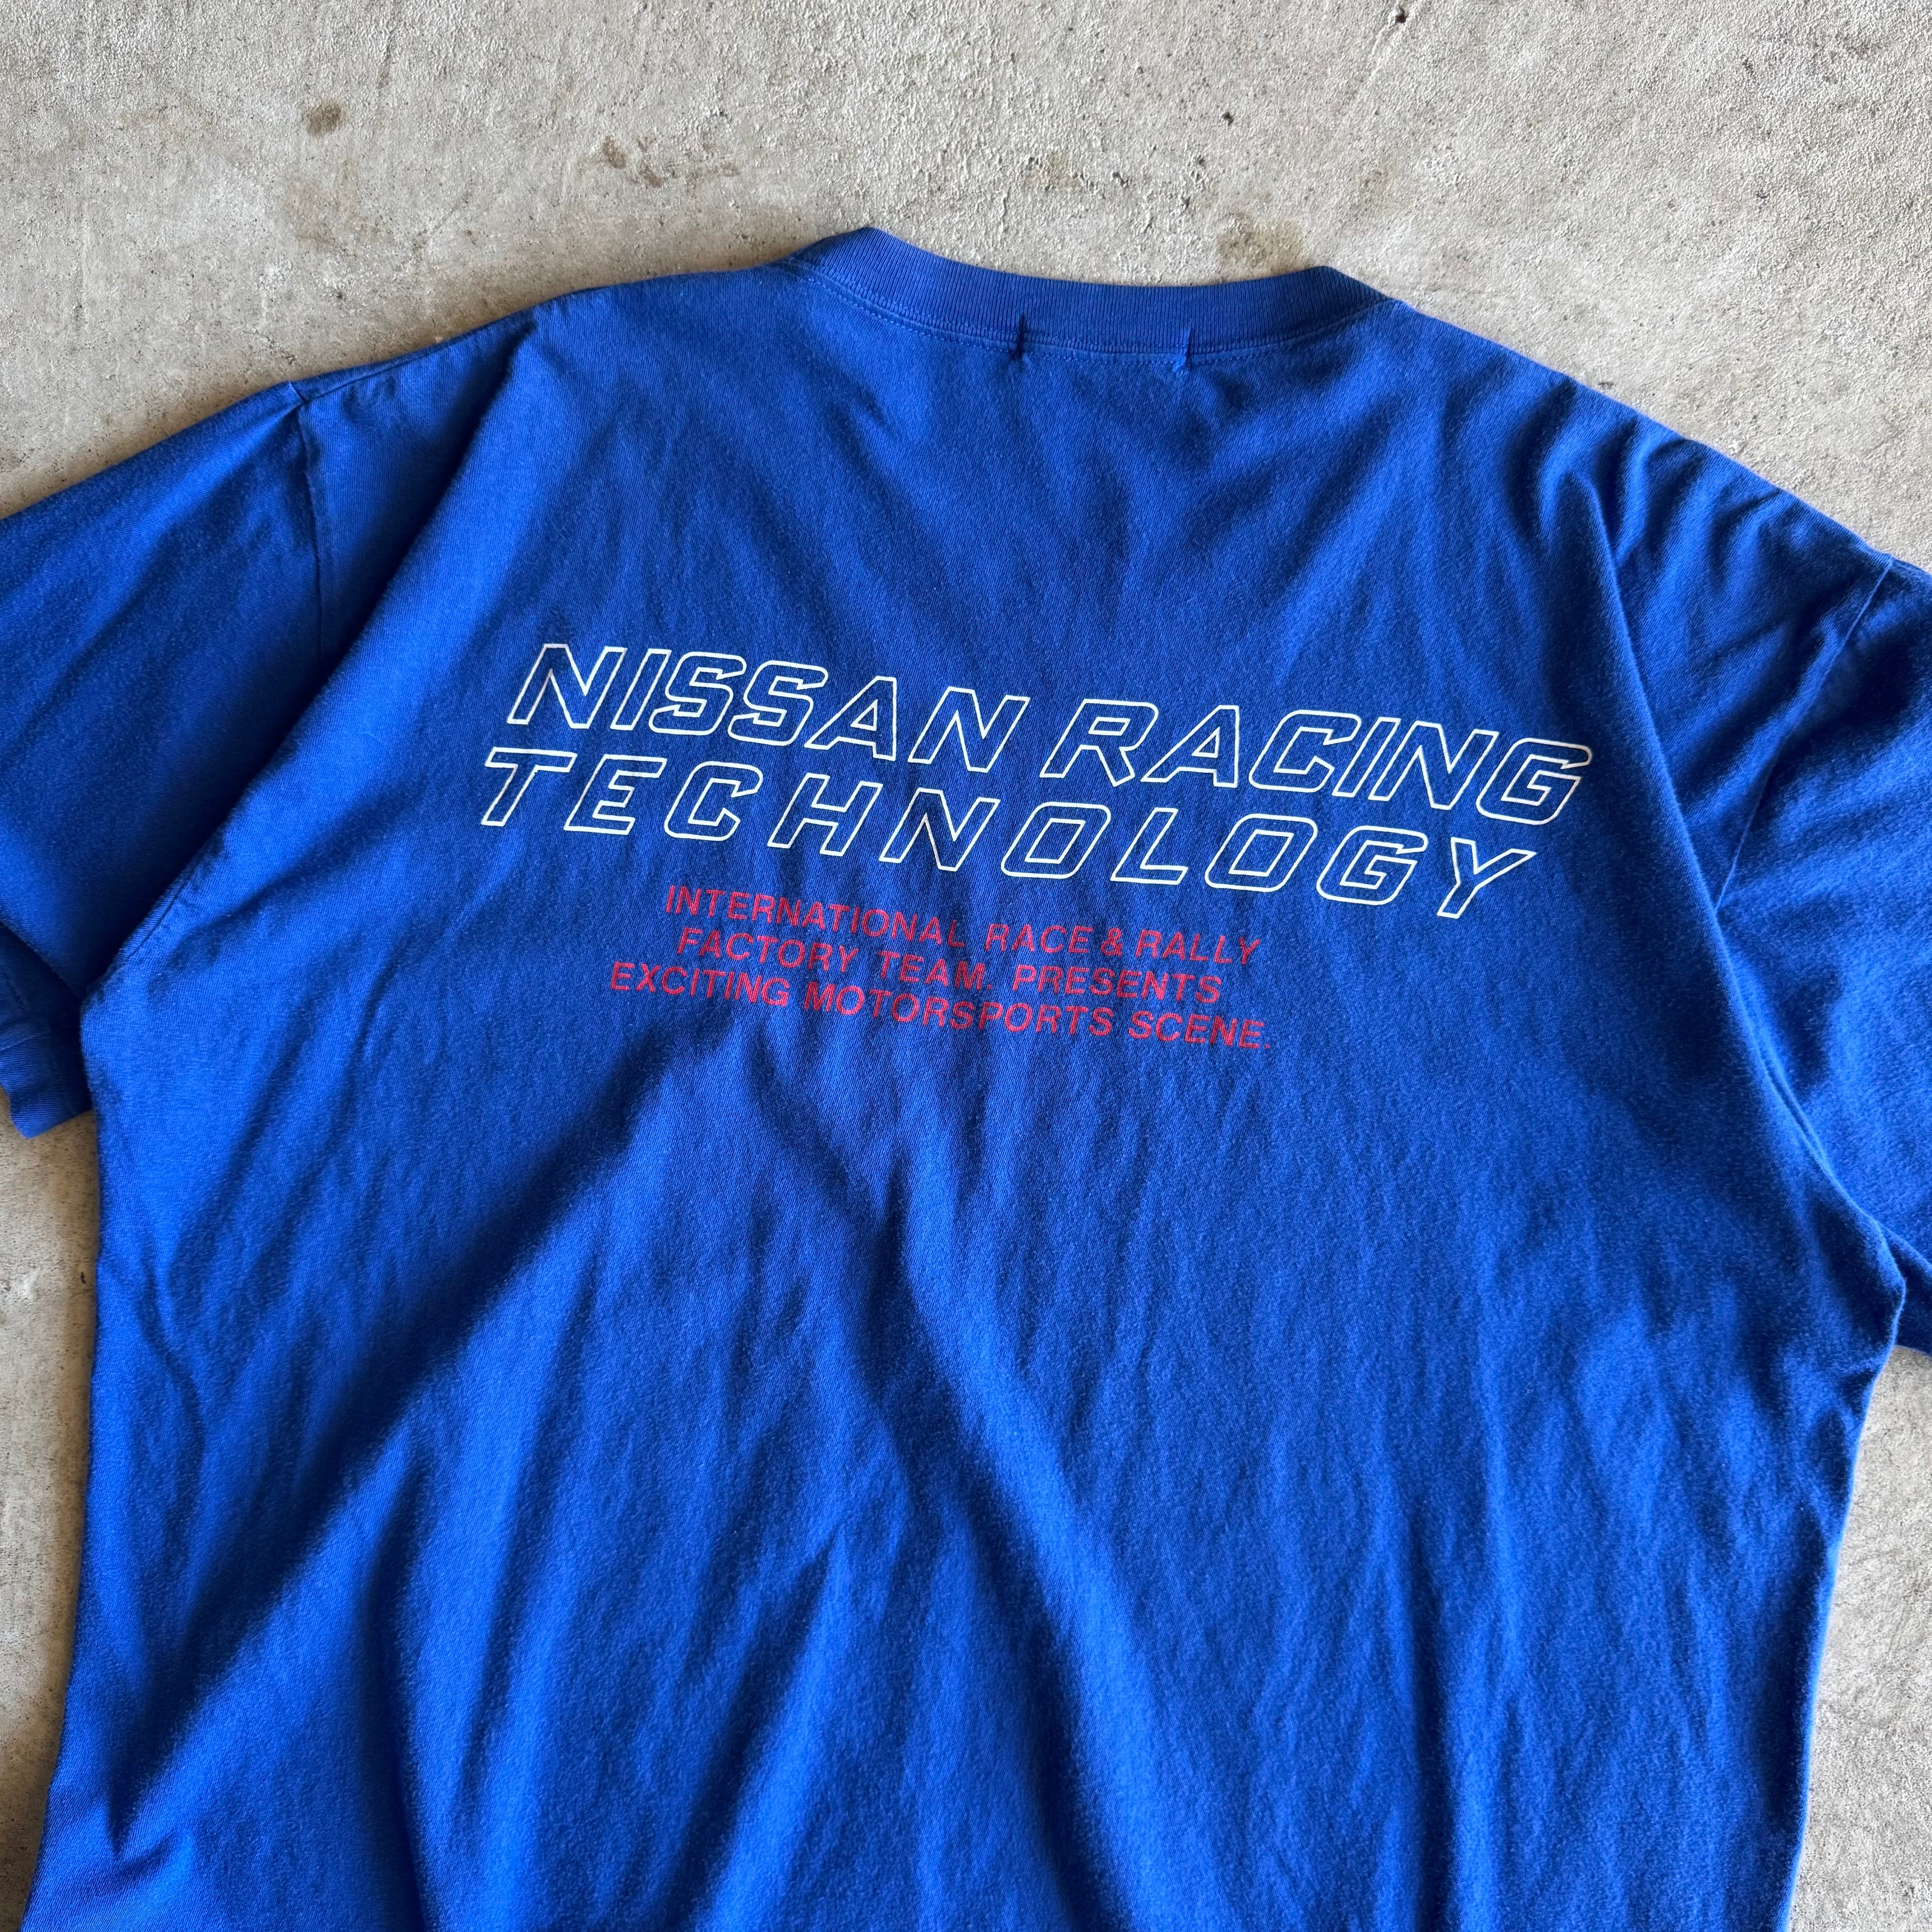 NISSAN RACING
TECHNOLOGY
INTERNATIONAL RACE & RALLY
FACTORY TEAM. PRESENTS
EXCITING MOTORSPORTS SCENE.